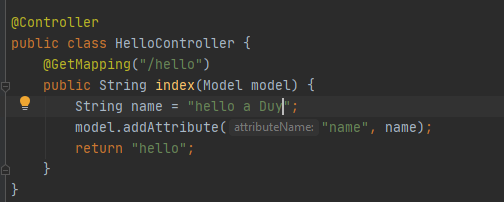 @Controller
public class HelloController {
@GetMapping("/hello")
public String index(Model model) {
String name = "hello a Duy";
model.addAttribute( attributeName: "name", name);
return "hello";
}
}